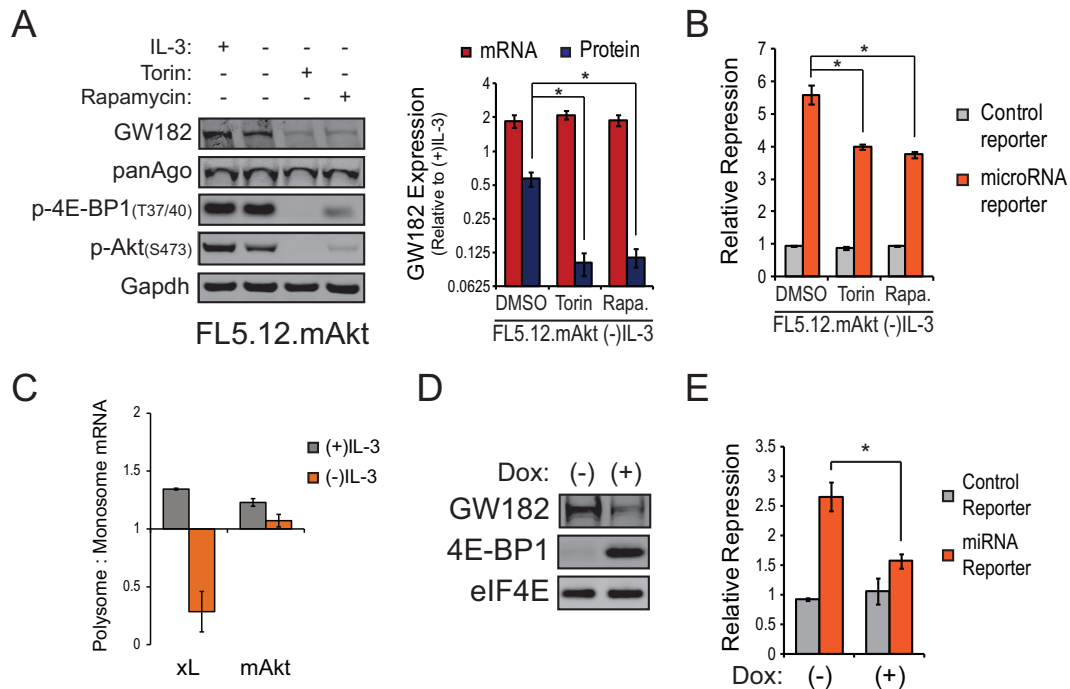 A
IL-3: + - - -
Torin: - - + -
Rapamycin: - - - +
GW182
panAgo
p-4E-BP1(T37/40)
p-Akt(S473)
Gapdh
FL5.12.mAkt
mRNA Protein
GW182 Expression
(Relative to (+)IL-3)
4
2
1
0.5
0.25
0.125
0.0625
* *
DMSO Torin Rapa.
FL5.12.mAkt (-)IL-3
B
Relative Repression
7
6
5
4
3
2
1
0
* *
Control
reporter
microRNA
reporter
DMSO Torin Rapa.
FL5.12.mAkt (-)IL-3
C
Polysome : Monosome mRNA
2
1
1
0.5
0
(+)IL-3
(-)IL-3
xL mAkt
D
Dox: (-) (+)
GW182
4E-BP1
eIF4E
E
Relative Repression
3.5
3
2.5
2
1.5
1
0.5
0
*
Control
Reporter
miRNA
Reporter
Dox: (-) (+)